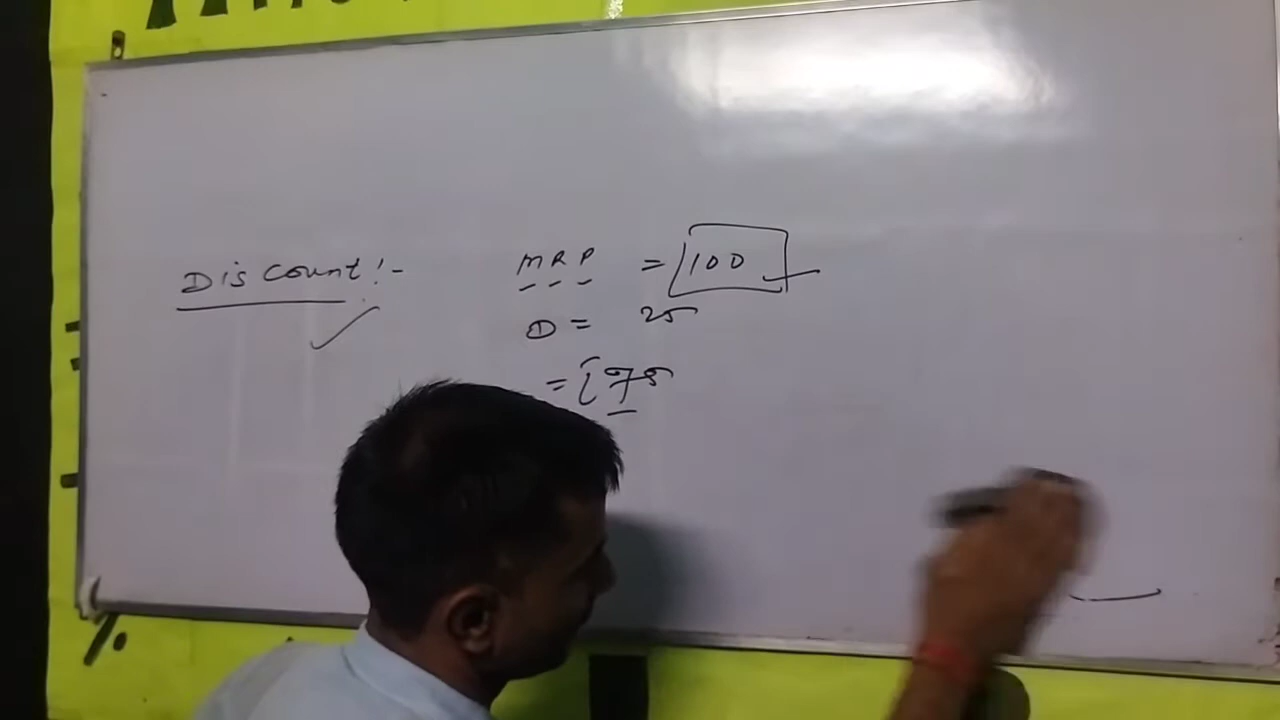 Discount :-
MRP = 100
D = 25
= 75
%